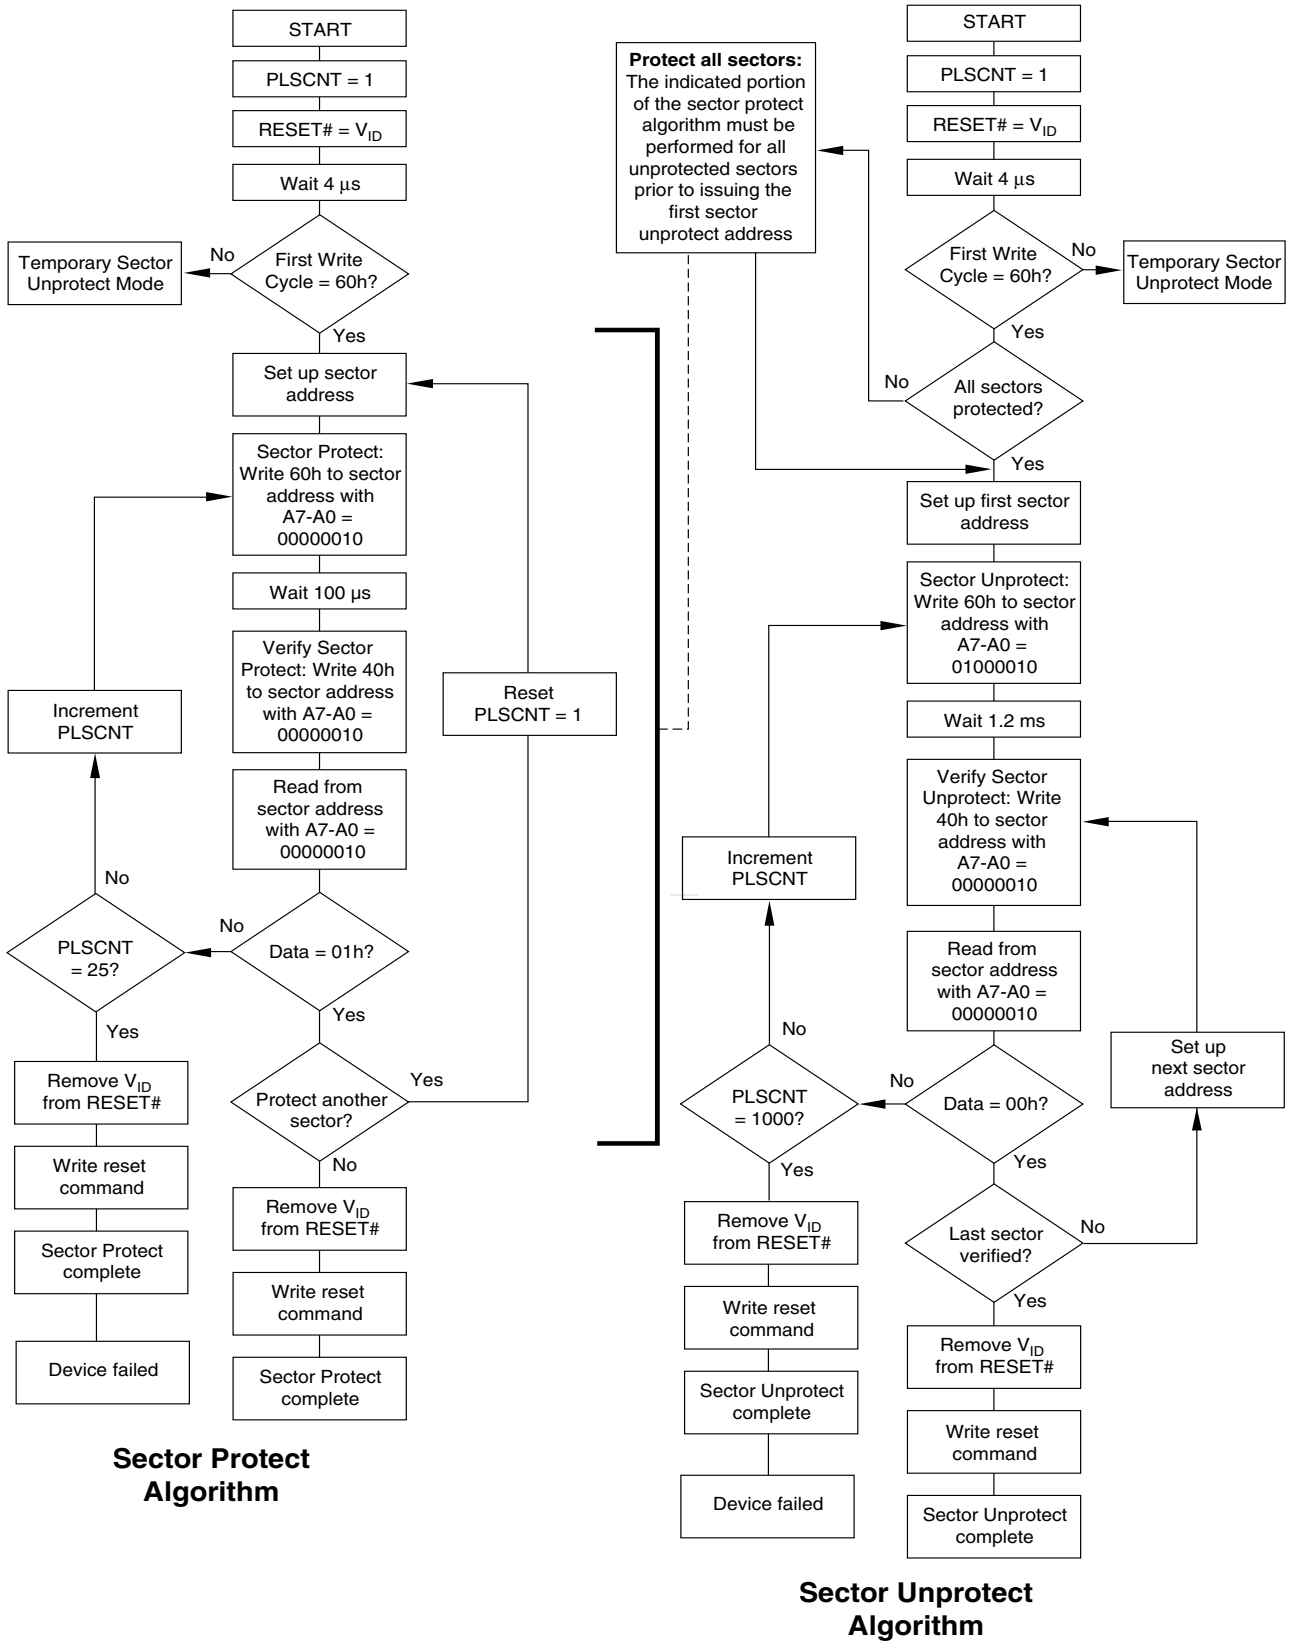 START
PLSCNT = 1
RESET# = VID
Wait 4 μs
First Write
Cycle = 60h?
No
Temporary Sector
Unprotect Mode
Yes
Set up sector
address
Sector Protect:
Write 60h to sector
address with
A7-A0 =
00000010
Wait 100 µs
Verify Sector
Protect: Write 40h
to sector address
with A7-A0 =
00000010
Read from
sector address
with A7-A0 =
00000010
Data = 01h?
No
PLSCNT
= 25?
No
Increment
PLSCNT
Yes
Remove VID
from RESET#
Write reset
command
Sector Protect
complete
Device failed
Yes
Protect another
sector?
Yes
Reset
PLSCNT = 1
No
Remove VID
from RESET#
Write reset
command
Sector Protect
complete
Sector Protect
Algorithm
Protect all sectors:
The indicated portion
of the sector protect
algorithm must be
performed for all
unprotected sectors
prior to issuing the
first sector
unprotect address
START
PLSCNT = 1
RESET# = VID
Wait 4 μs
First Write
Cycle = 60h?
No
Temporary Sector
Unprotect Mode
Yes
All sectors
protected?
No
Yes
Set up first sector
address
Sector Unprotect:
Write 60h to sector
address with
A7-A0 =
01000010
Wait 1.2 ms
Verify Sector
Unprotect: Write
40h to sector
address with
A7-A0 =
00000010
Read from
sector address
with A7-A0 =
00000010
Data = 00h?
No
PLSCNT
= 1000?
No
Increment
PLSCNT
Yes
Remove VID
from RESET#
Write reset
command
Sector Unprotect
complete
Device failed
Yes
Last sector
verified?
No
Set up
next sector
address
Yes
Remove VID
from RESET#
Write reset
command
Sector Unprotect
complete
Sector Unprotect
Algorithm